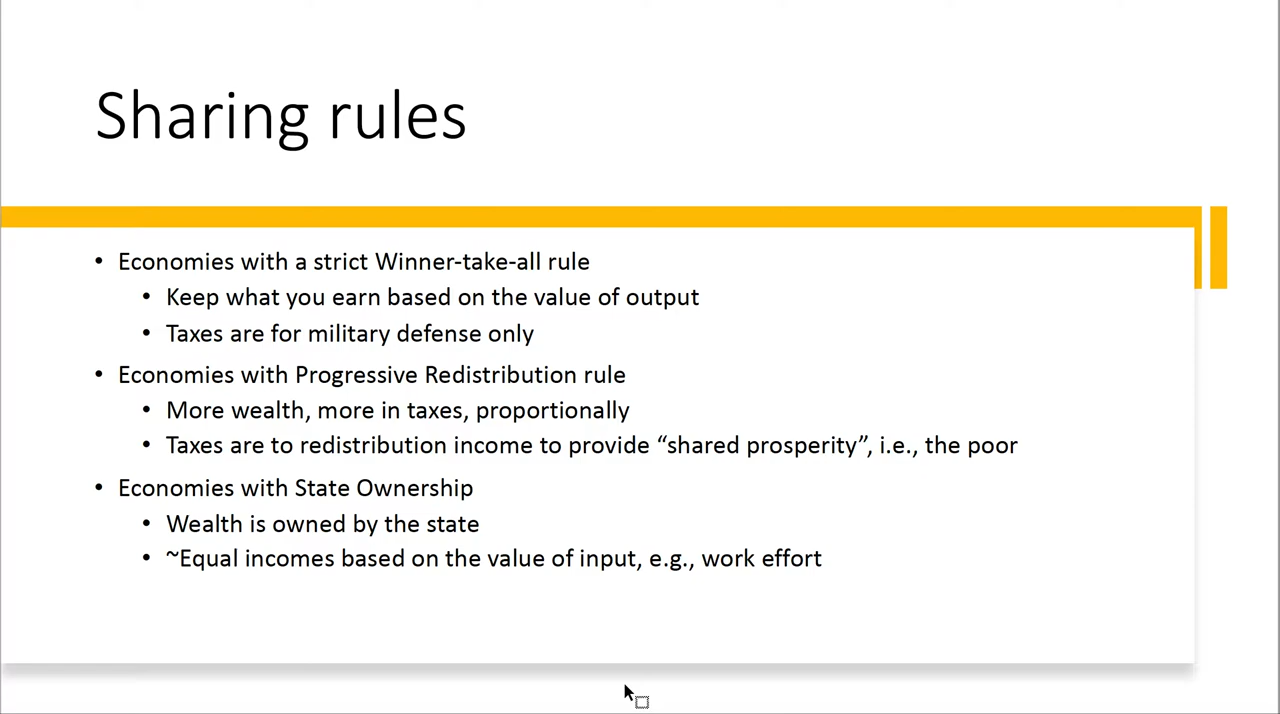 Sharing rules
• Economies with a strict Winner-take-all rule
• Keep what you earn based on the value of output
• Taxes are for military defense only
• Economies with Progressive Redistribution rule
• More wealth, more in taxes, proportionally
• Taxes are to redistribution income to provide “shared prosperity”, i.e., the poor
• Economies with State Ownership
• Wealth is owned by the state
• ~Equal incomes based on the value of input, e.g., work effort